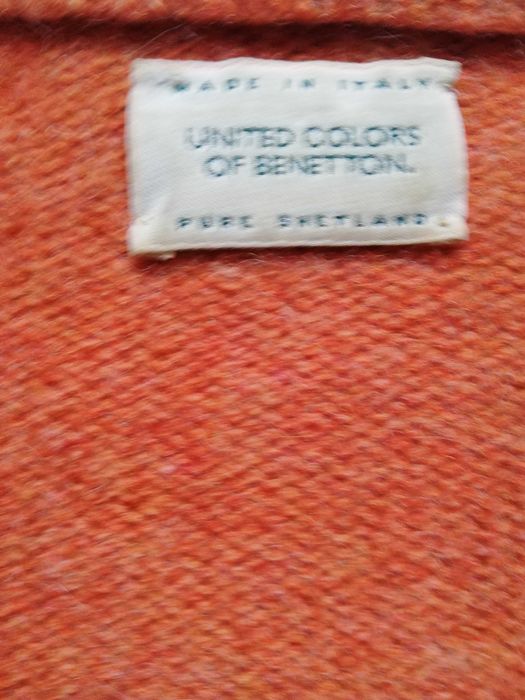 MADE IN ITALY
UNITED COLORS
OF BENETTON.
PURE SHETLAND